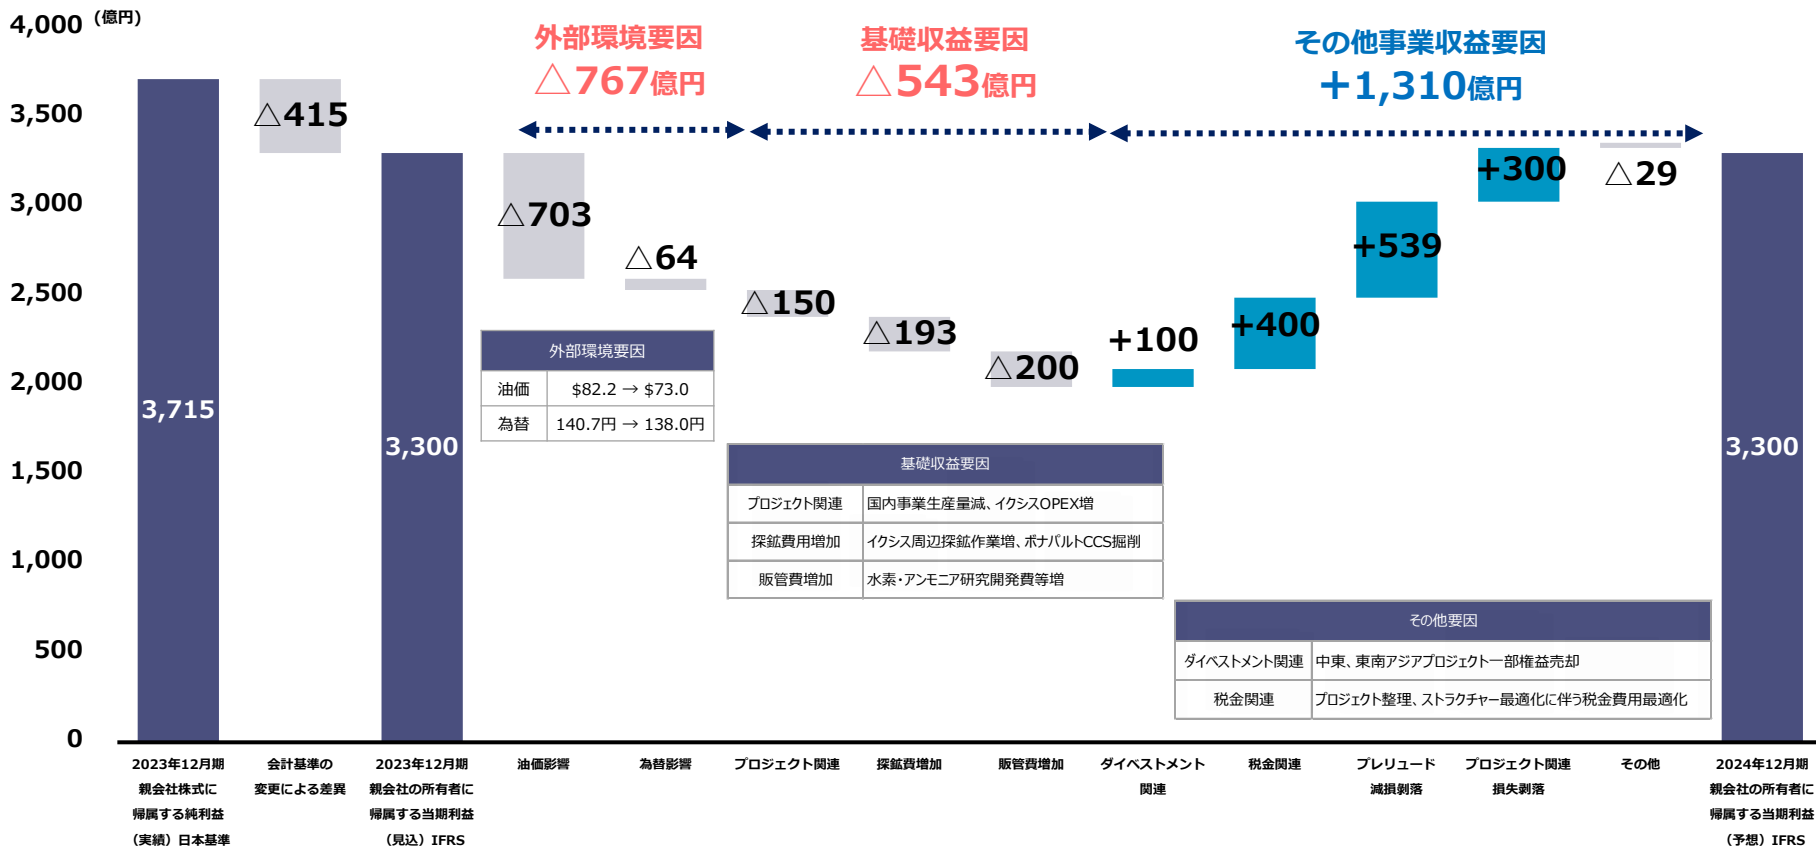 (億円)
4,000
3,500
3,000
2,500
2,000
1,500
1,000
500
0
外部環境要因
△767億円
基礎収益要因
△543億円
その他事業収益要因
+1,310億円
3,715
△415
3,300
△703
△64
△150
△193
△200
+100
+400
+539
+300
△29
3,300
外部環境要因
油価 $82.2 → $73.0
為替 140.7円 → 138.0円
基礎収益要因
プロジェクト関連 国内事業生産量減、イクシスOPEX増
探鉱費用増加 イクシス周辺探鉱作業増、ボナパルトCCS掘削
販管費増加 水素・アンモニア研究開発費等増
その他要因
ダイベストメント関連 中東、東南アジアプロジェクト一部権益売却
税金関連 プロジェクト整理、ストラクチャー最適化に伴う税金費用最適化
2023年12月期
親会社株式に
帰属する純利益
（実績）日本基準
会計基準の
変更による差異
2023年12月期
親会社の所有者に
帰属する当期利益
（見込）IFRS
油価影響
為替影響
プロジェクト関連
探鉱費増加
販管費増加
ダイベストメント
関連
税金関連
プレリュード
減損剥落
プロジェクト関連
損失剥落
その他
2024年12月期
親会社の所有者に
帰属する当期利益
（予想）IFRS